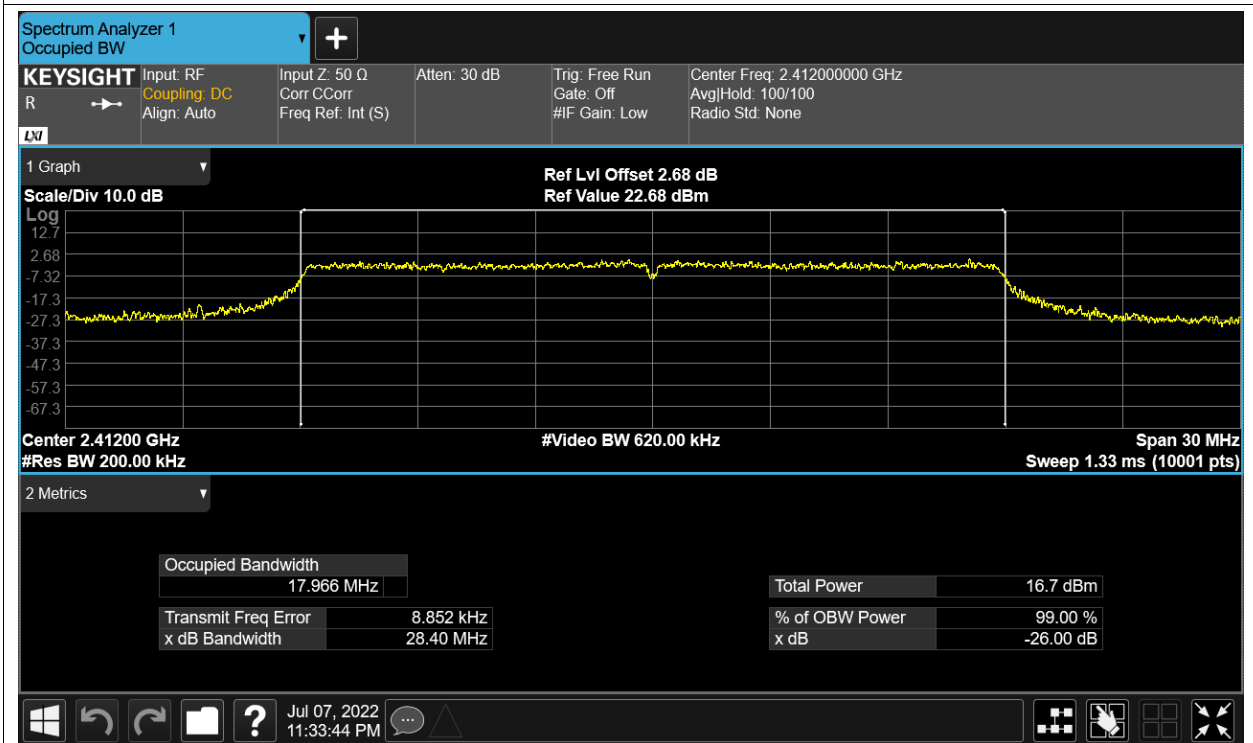 Spectrum Analyzer 1
Occupied BW
KEYSIGHT
R
LXI
Input: RF
Coupling: DC
Align: Auto
Input Z: 50 Ω
Corr CCorr
Freq Ref: Int (S)
Atten: 30 dB
Trig: Free Run
Gate: Off
#IF Gain: Low
Center Freq: 2.412000000 GHz
Avg|Hold: 100/100
Radio Std: None
1 Graph
Scale/Div 10.0 dB
Ref Lvl Offset 2.68 dB
Ref Value 22.68 dBm
Log
12.7
2.68
-7.32
-17.3
-27.3
-37.3
-47.3
-57.3
-67.3
Center 2.41200 GHz
#Video BW 620.00 kHz
Span 30 MHz
#Res BW 200.00 kHz
Sweep 1.33 ms (10001 pts)
2 Metrics
Occupied Bandwidth
17.966 MHz
Transmit Freq Error 8.852 kHz
x dB Bandwidth 28.40 MHz
Total Power 16.7 dBm
% of OBW Power 99.00 %
x dB -26.00 dB
?
Jul 07, 2022
11:33:44 PM